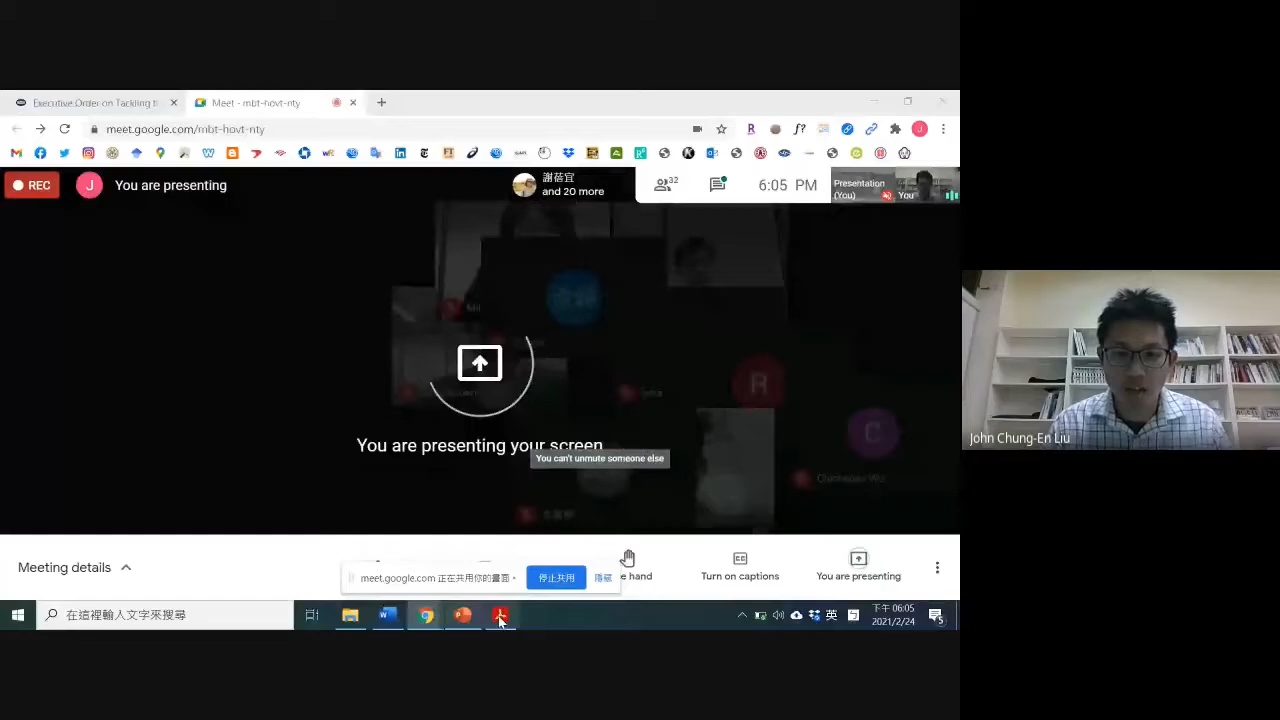 Executive Order on Tackling t
Meet - mbt-hovt-nty
meet.google.com/mbt-hovt-nty
REC
J
You are presenting
謝蓓宜
and 20 more
32
6:05 PM
Presentation
(You)
You
R
C
You are presenting your screen
You can't unmute someone else
John Chung-En Liu
Meeting details
meet.google.com 正在共用你的畫面。
停止共用
隱藏
e hand
Turn on captions
You are presenting
在這裡輸入文字來搜尋
英
下午 06:05
2021/2/24
5